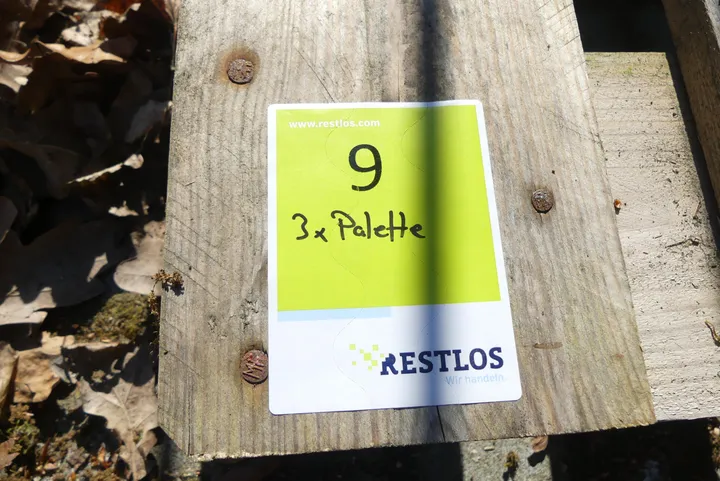 www.restlos.com
9
3x Palette
RESTLOS
Wir handeln.